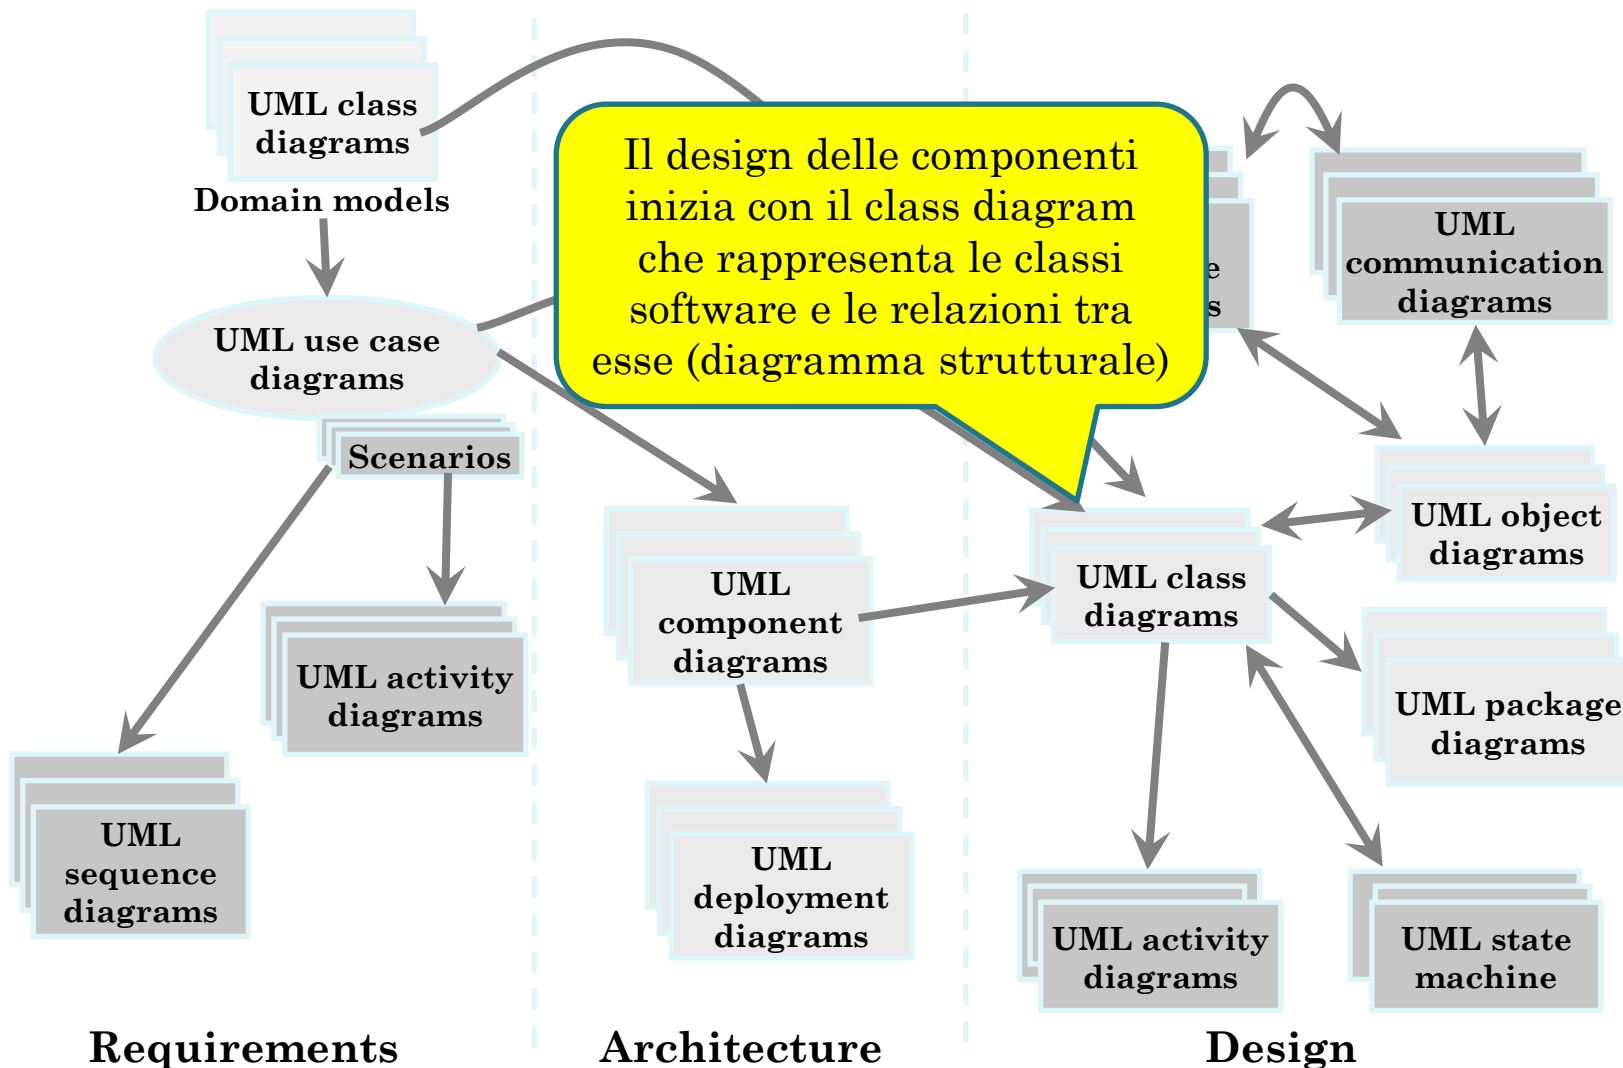 UML class
diagrams
Domain models
UML use case
diagrams
Scenarios
UML activity
diagrams
UML
sequence
diagrams
Requirements
Il design delle componenti
inizia con il class diagram
che rappresenta le classi
software e le relazioni tra
esse (diagramma strutturale)
UML
component
diagrams
UML
deployment
diagrams
Architecture
UML
communication
diagrams
UML object
diagrams
UML class
diagrams
UML package
diagrams
UML activity
diagrams
UML state
machine
Design